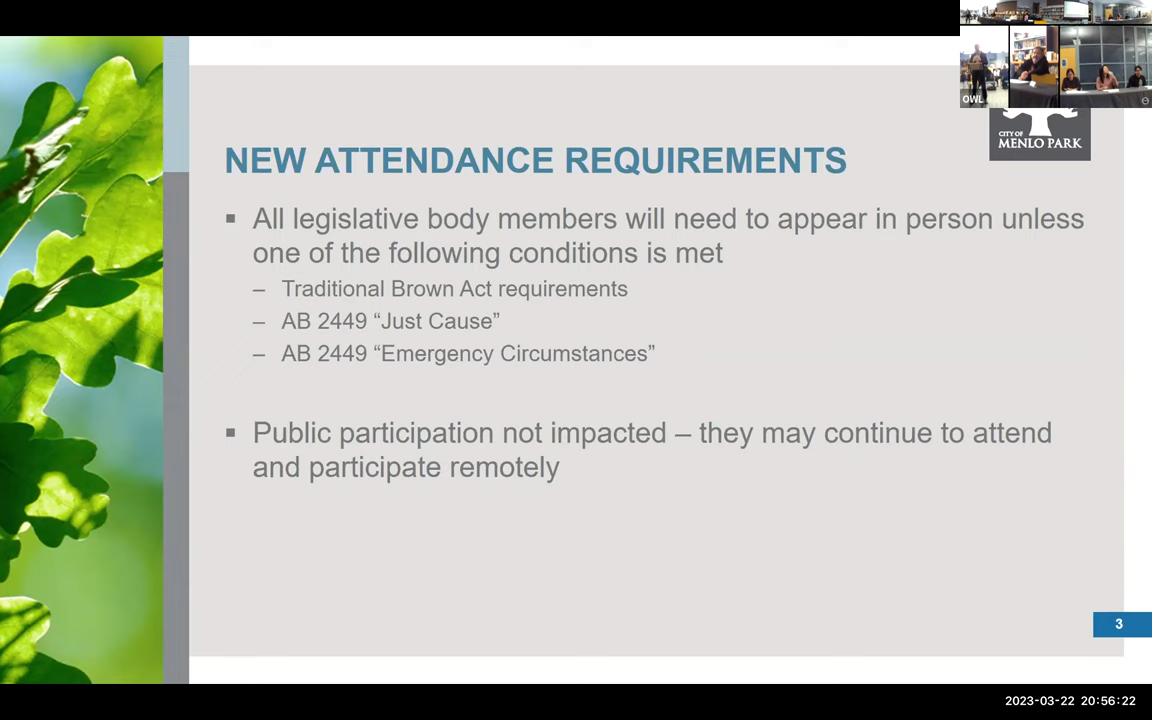 OWL
CITY OF
MENLO PARK
NEW ATTENDANCE REQUIREMENTS
▪ All legislative body members will need to appear in person unless
one of the following conditions is met
– Traditional Brown Act requirements
– AB 2449 “Just Cause”
– AB 2449 “Emergency Circumstances”
▪ Public participation not impacted – they may continue to attend
and participate remotely
3
2023-03-22 20:56:22